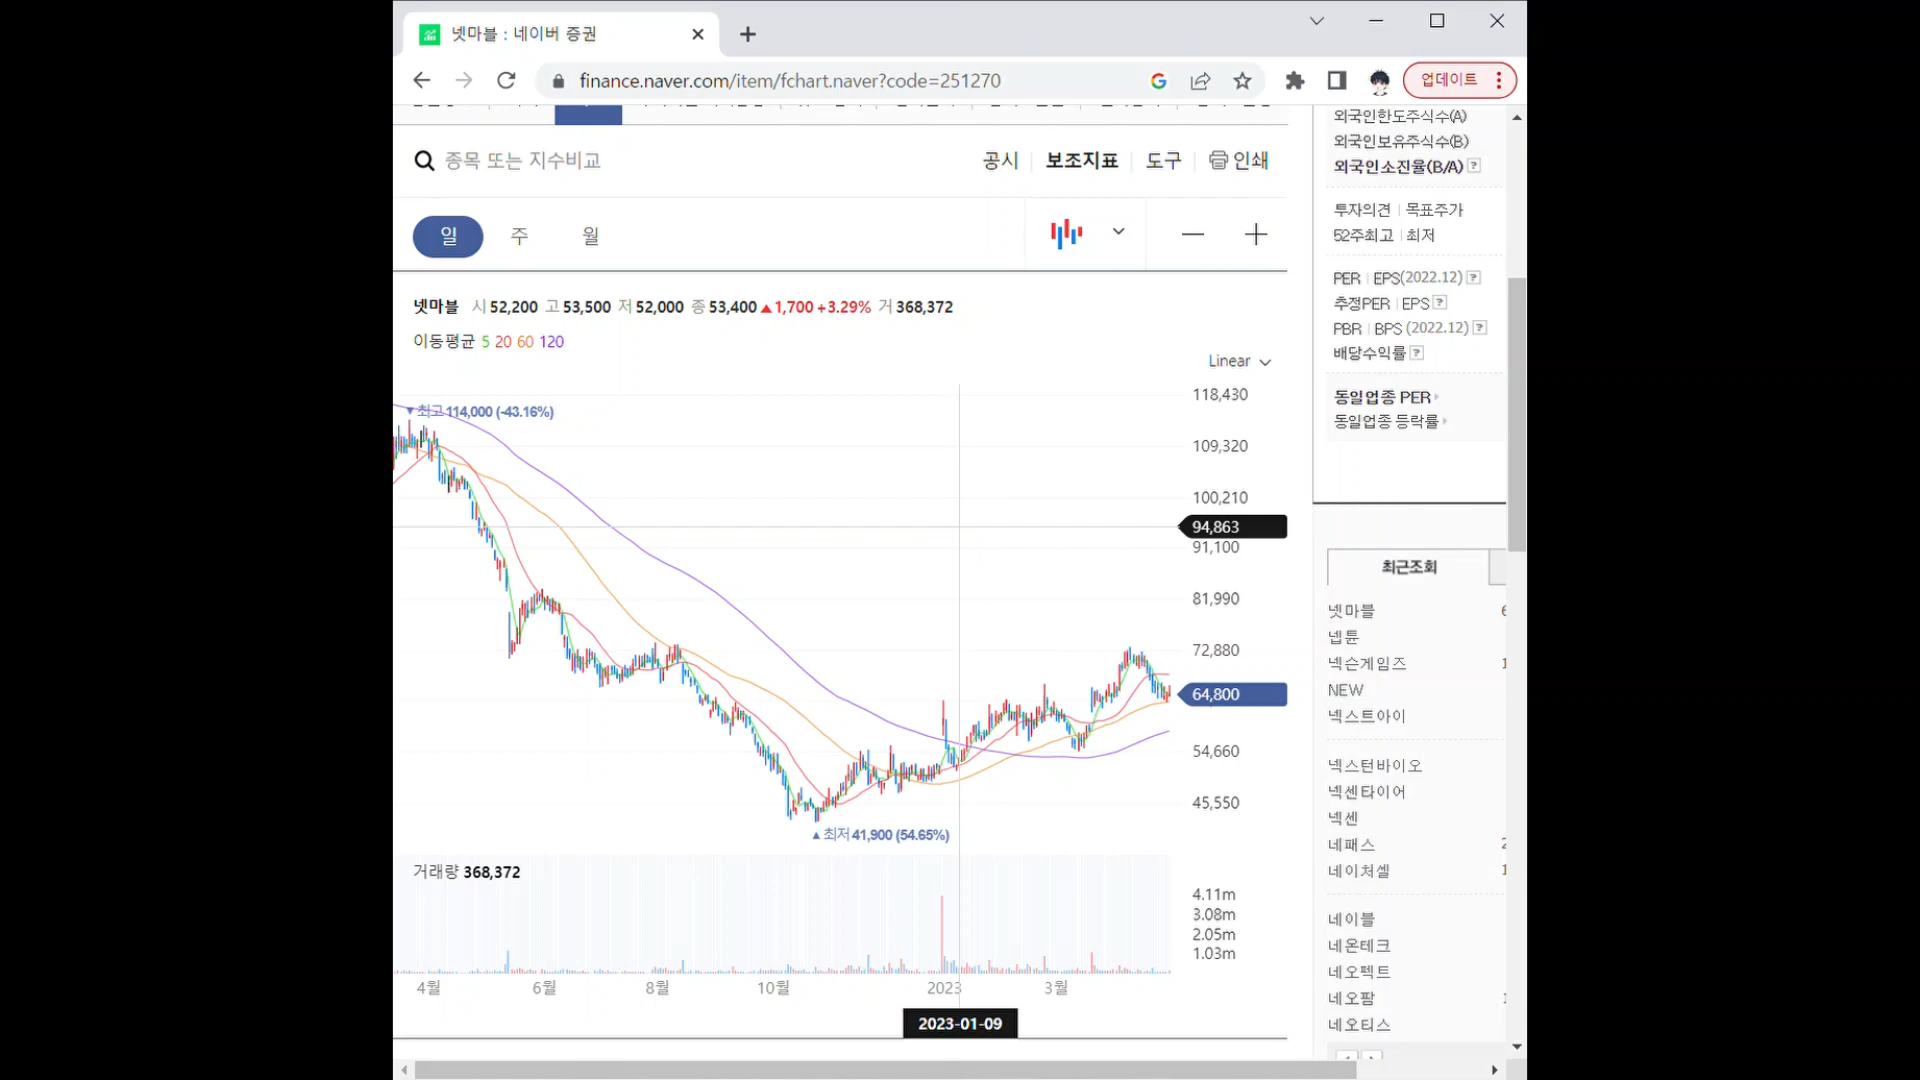 넷마블 : 네이버 증권
finance.naver.com/item/fchart.naver?code=251270
업데이트
종목 또는 지수비교
공시
보조지표
도구
인쇄
일
주
월
넷마블 시 52,200 고 53,500 저 52,000 종 53,400 ▲1,700 +3.29% 거 368,372
이동평균 5 20 60 120
Linear
▼최고 114,000 (-43.16%)
118,430
109,320
100,210
94,863
91,100
81,990
72,880
64,800
54,660
45,550
▲최저 41,900 (54.65%)
거래량 368,372
4.11m
3.08m
2.05m
1.03m
4월
6월
8월
10월
2023
3월
2023-01-09
외국인한도주식수(A)
외국인보유주식수(B)
외국인소진율(B/A) ?
투자의견 | 목표주가
52주최고 | 최저
PER | EPS(2022.12) ?
추정PER | EPS ?
PBR | BPS (2022.12) ?
배당수익률 ?
동일업종 PER
동일업종 등락률
최근조회
넷마블
넵튠
넥슨게임즈
NEW
넥스트아이
넥스턴바이오
넥센타이어
넥센
네패스
네이처셀
네이블
네온테크
네오펙트
네오팜
네오티스